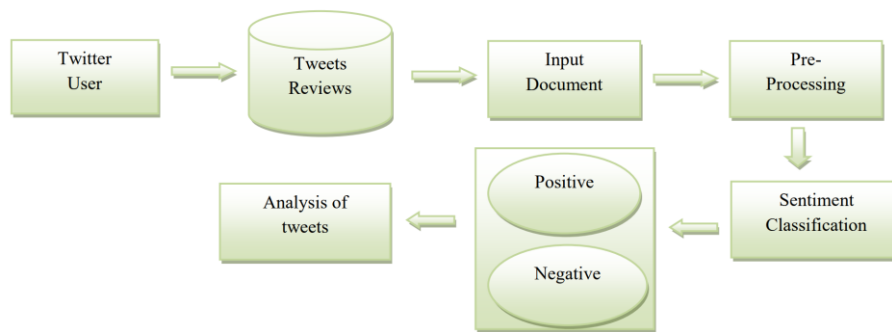 Twitter
User
Tweets
Reviews
Input
Document
Pre-
Processing
Sentiment
Classification
Positive
Negative
Analysis of
tweets